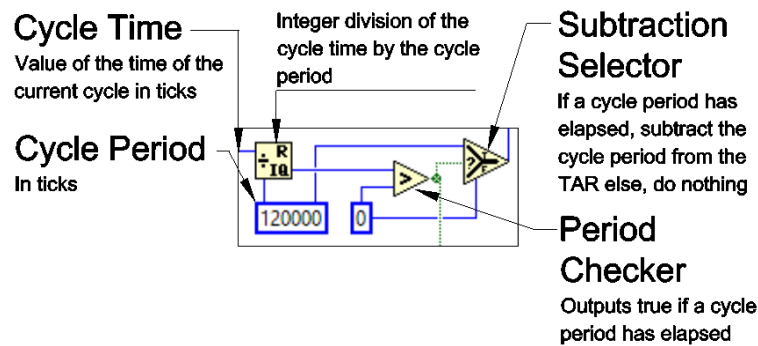 Cycle Time
Value of the time of the
current cycle in ticks
Integer division of the
cycle time by the cycle
period
Subtraction
Selector
If a cycle period has
elapsed, subtract the
cycle period from the
TAR else, do nothing
Cycle Period
In ticks
÷ R
IQ
>
?
T
F
120000
0
Period
Checker
Outputs true if a cycle
period has elapsed